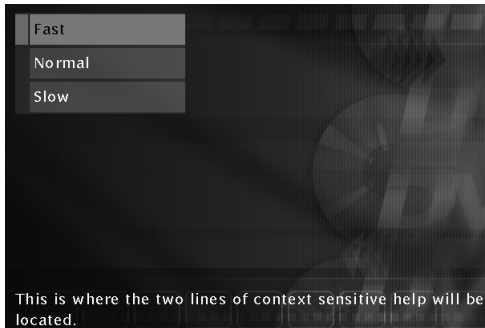 Fast
Normal
Slow
This is where the two lines of context sensitive help will be
located.